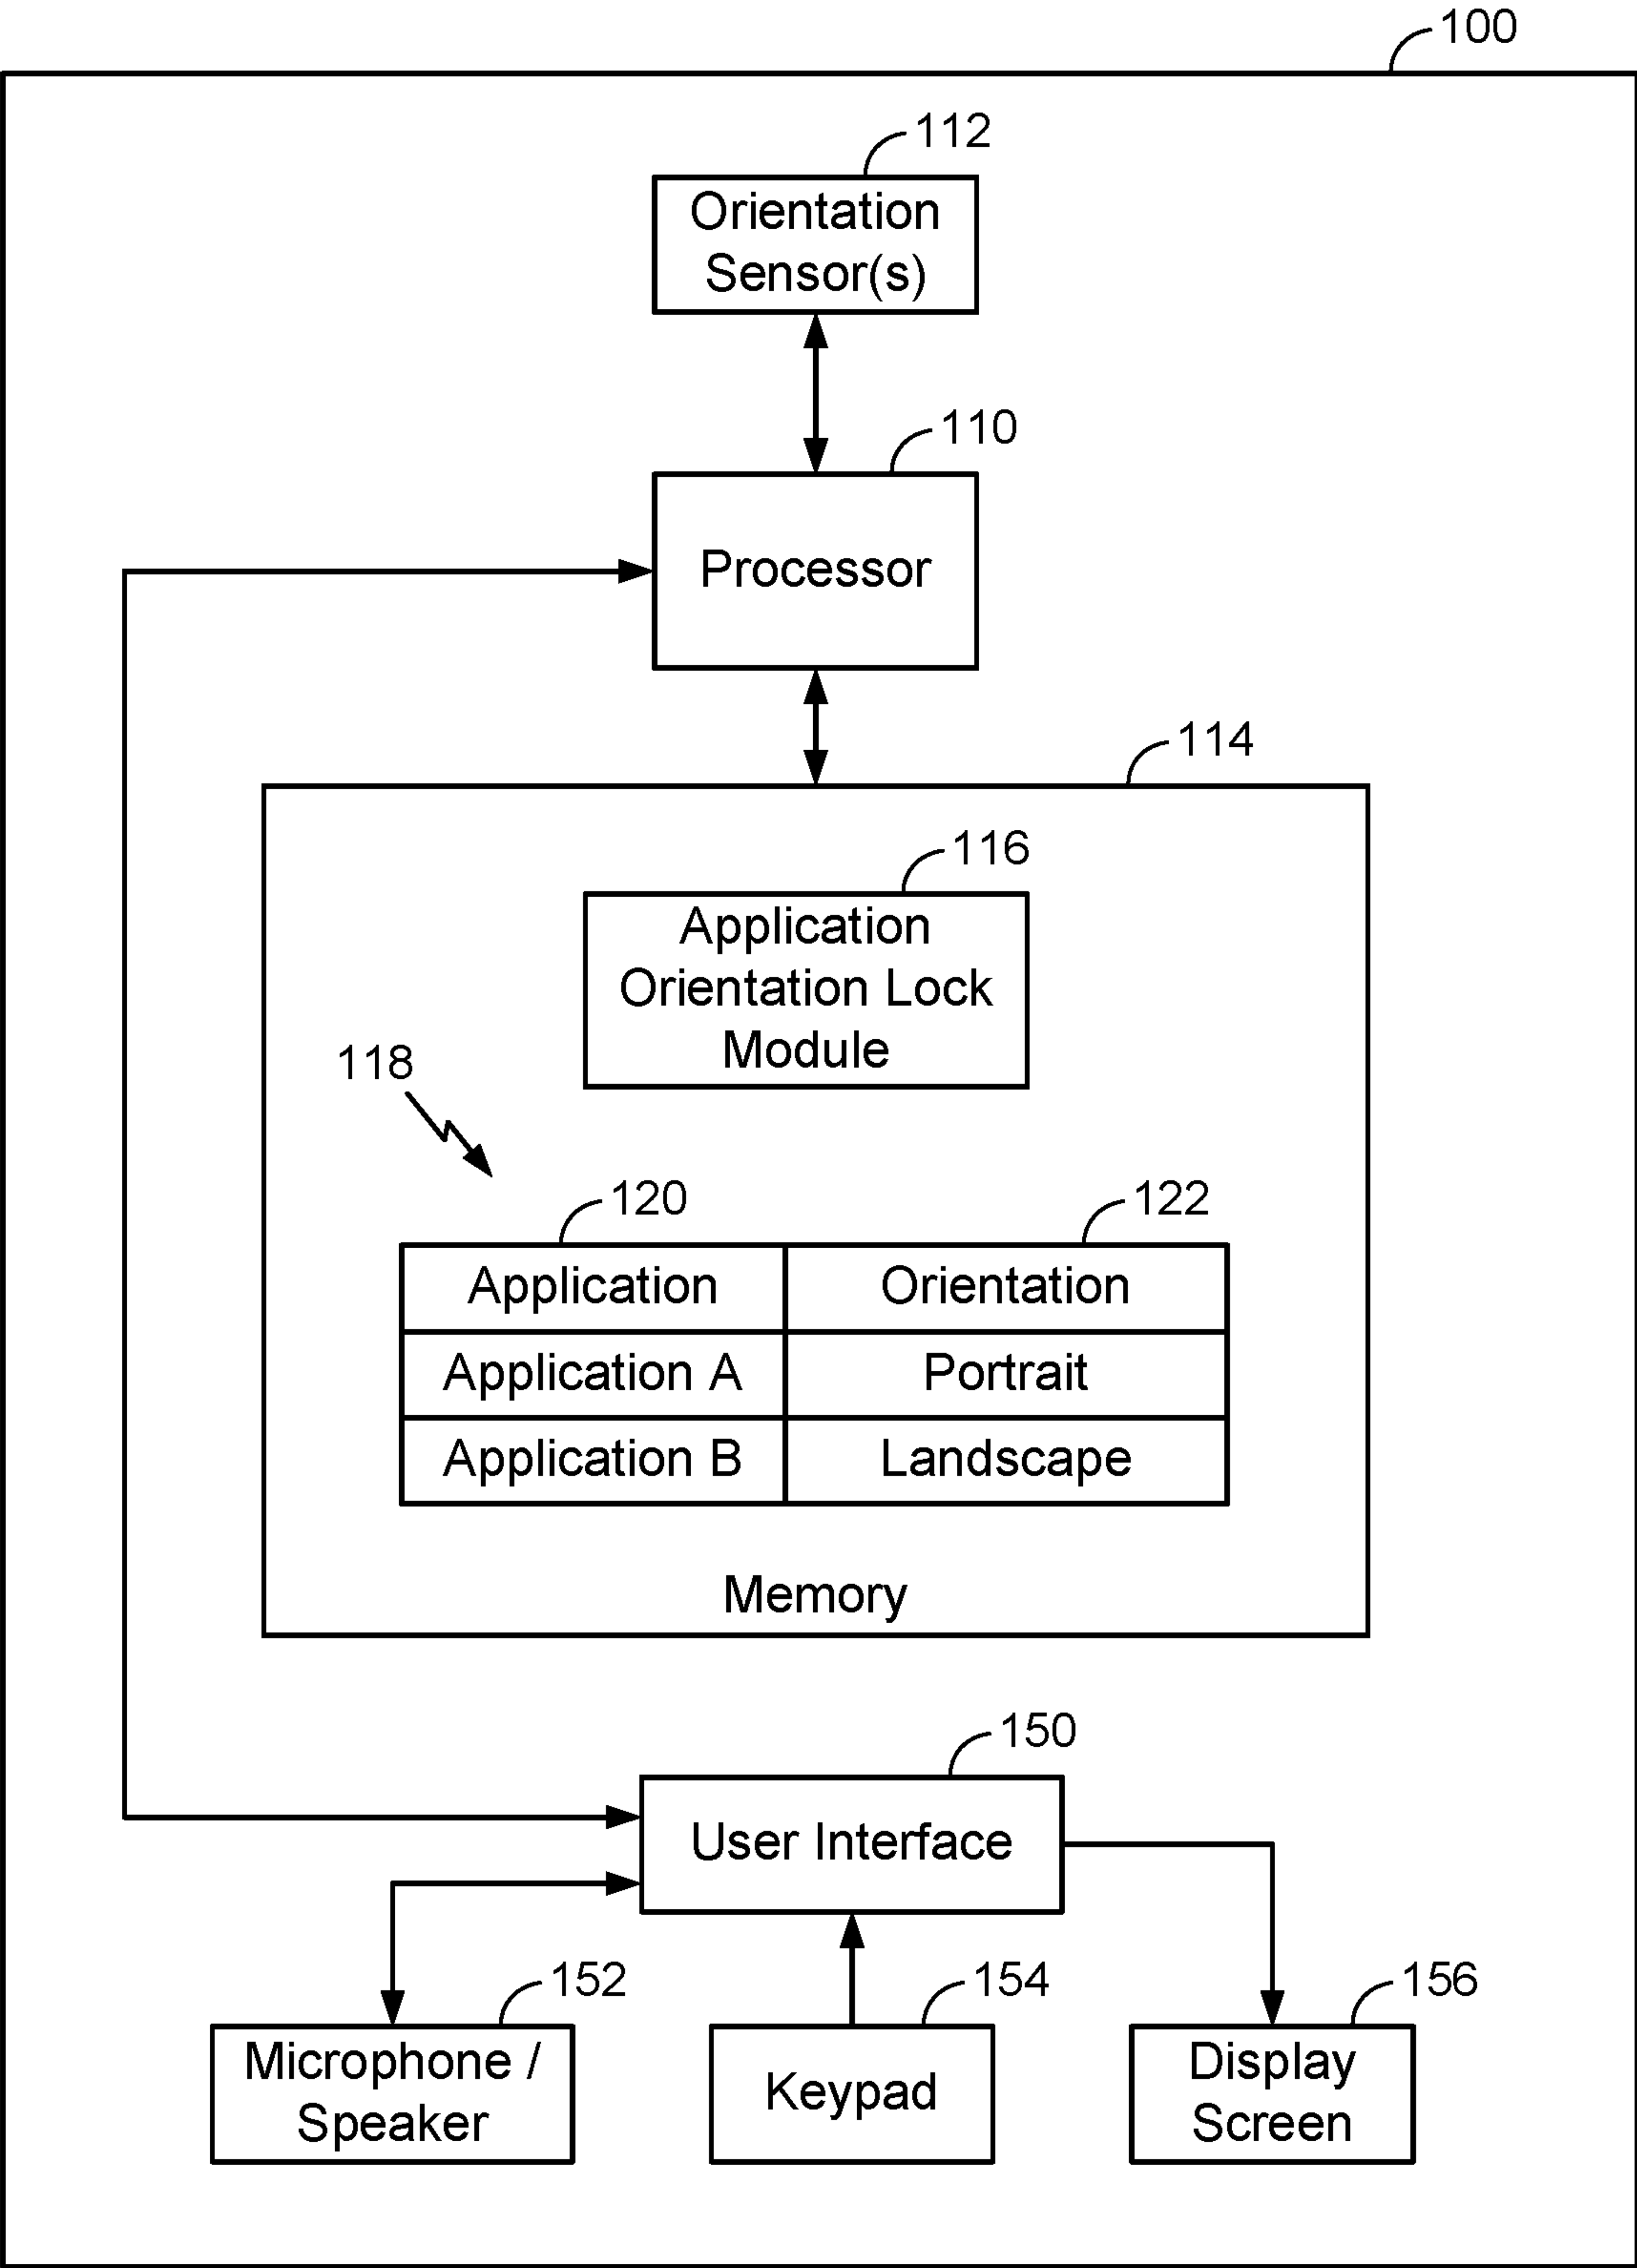 100
112
Orientation
Sensor(s)
110
Processor
114
116
Application
Orientation Lock
Module
118
120
122
Application Orientation
Application A Portrait
Application B Landscape
Memory
150
User Interface
152
154
156
Microphone /
Speaker
Keypad
Display
Screen